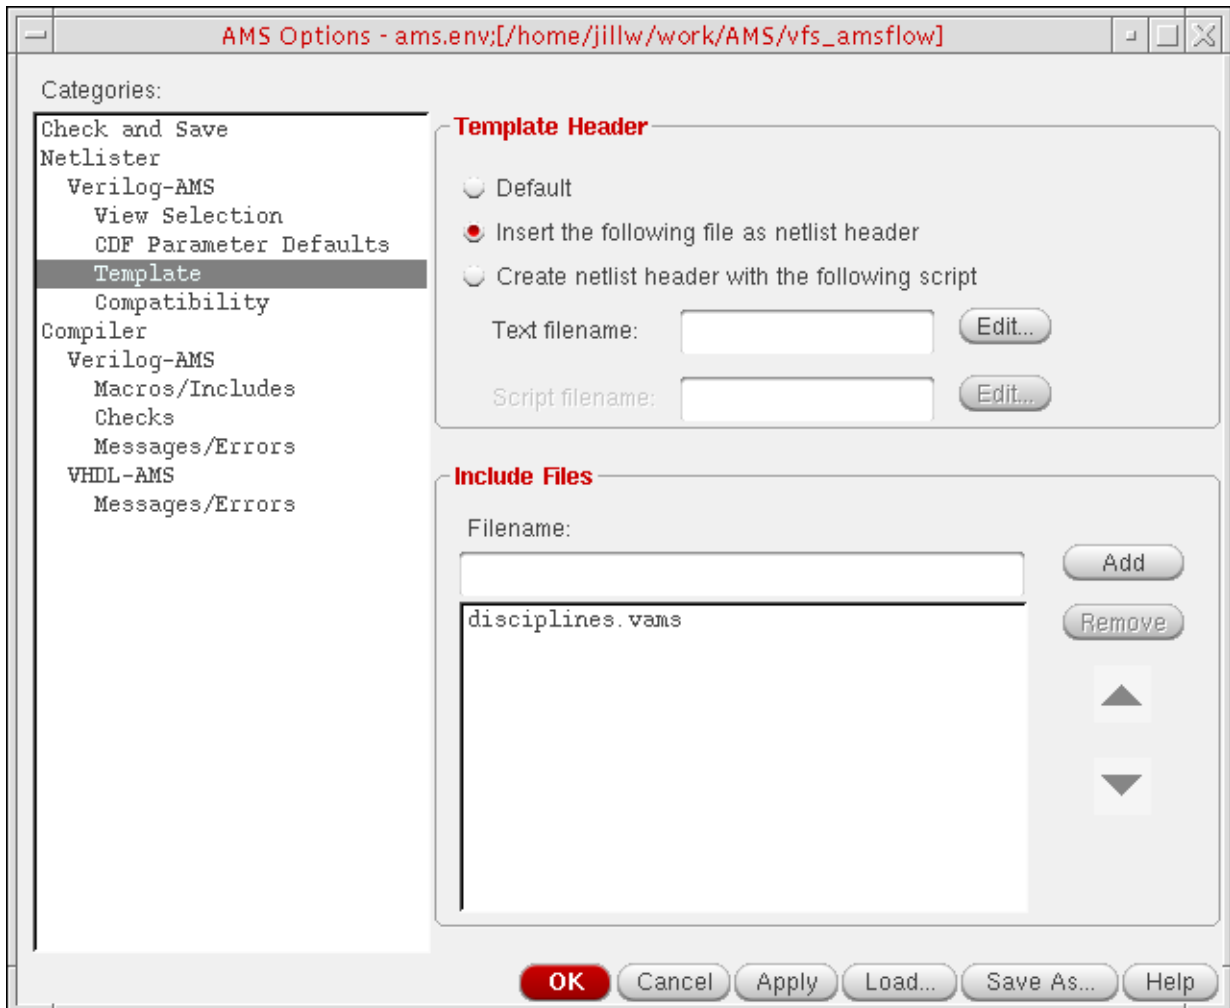 AMS Options - ams.env;[/home/jillw/work/AMS/vfs_amsflow]
Categories:
Check and Save
Netlister
Verilog-AMS
View Selection
CDF Parameter Defaults
Template
Compatibility
Compiler
Verilog-AMS
Macros/Includes
Checks
Messages/Errors
VHDL-AMS
Messages/Errors
Template Header
Default
Insert the following file as netlist header
Create netlist header with the following script
Text filename:
Edit...
Script filename:
Edit...
Include Files
Filename:
Add
disciplines.vams
Remove
OK Cancel Apply Load... Save As... Help